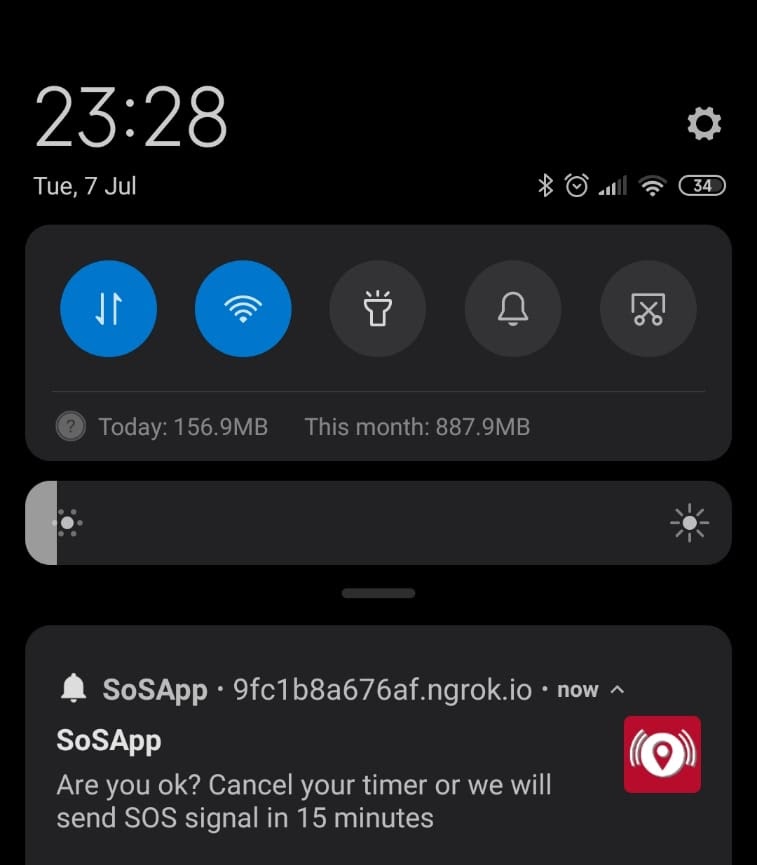 23:28
Tue, 7 Jul
34
Today: 156.9MB This month: 887.9MB
SoSApp · 9fc1b8a676af.ngrok.io · now
SoSApp
Are you ok? Cancel your timer or we will
send SOS signal in 15 minutes